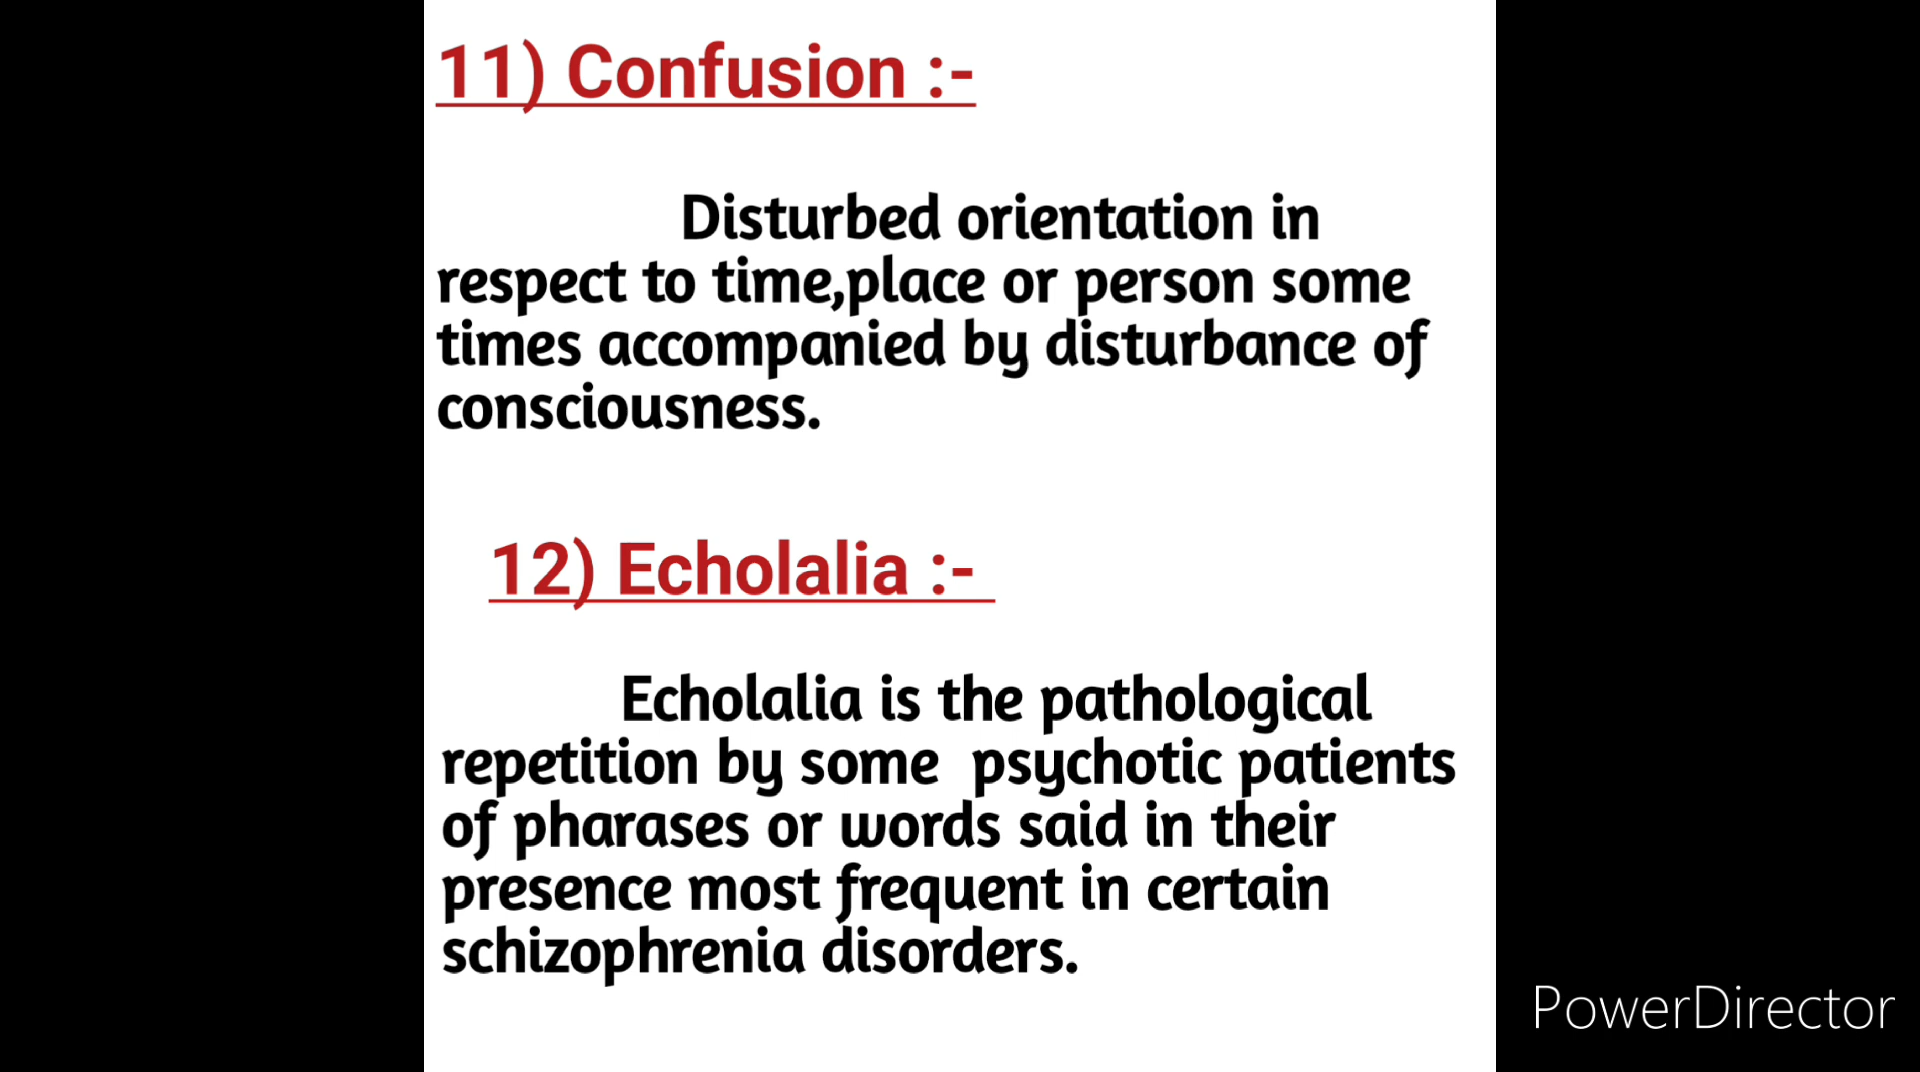 11) Confusion :-
Disturbed orientation in
respect to time,place or person some
times accompanied by disturbance of
consciousness.
12) Echolalia :-
Echolalia is the pathological
repetition by some psychotic patients
of pharases or words said in their
presence most frequent in certain
schizophrenia disorders.
PowerDirector